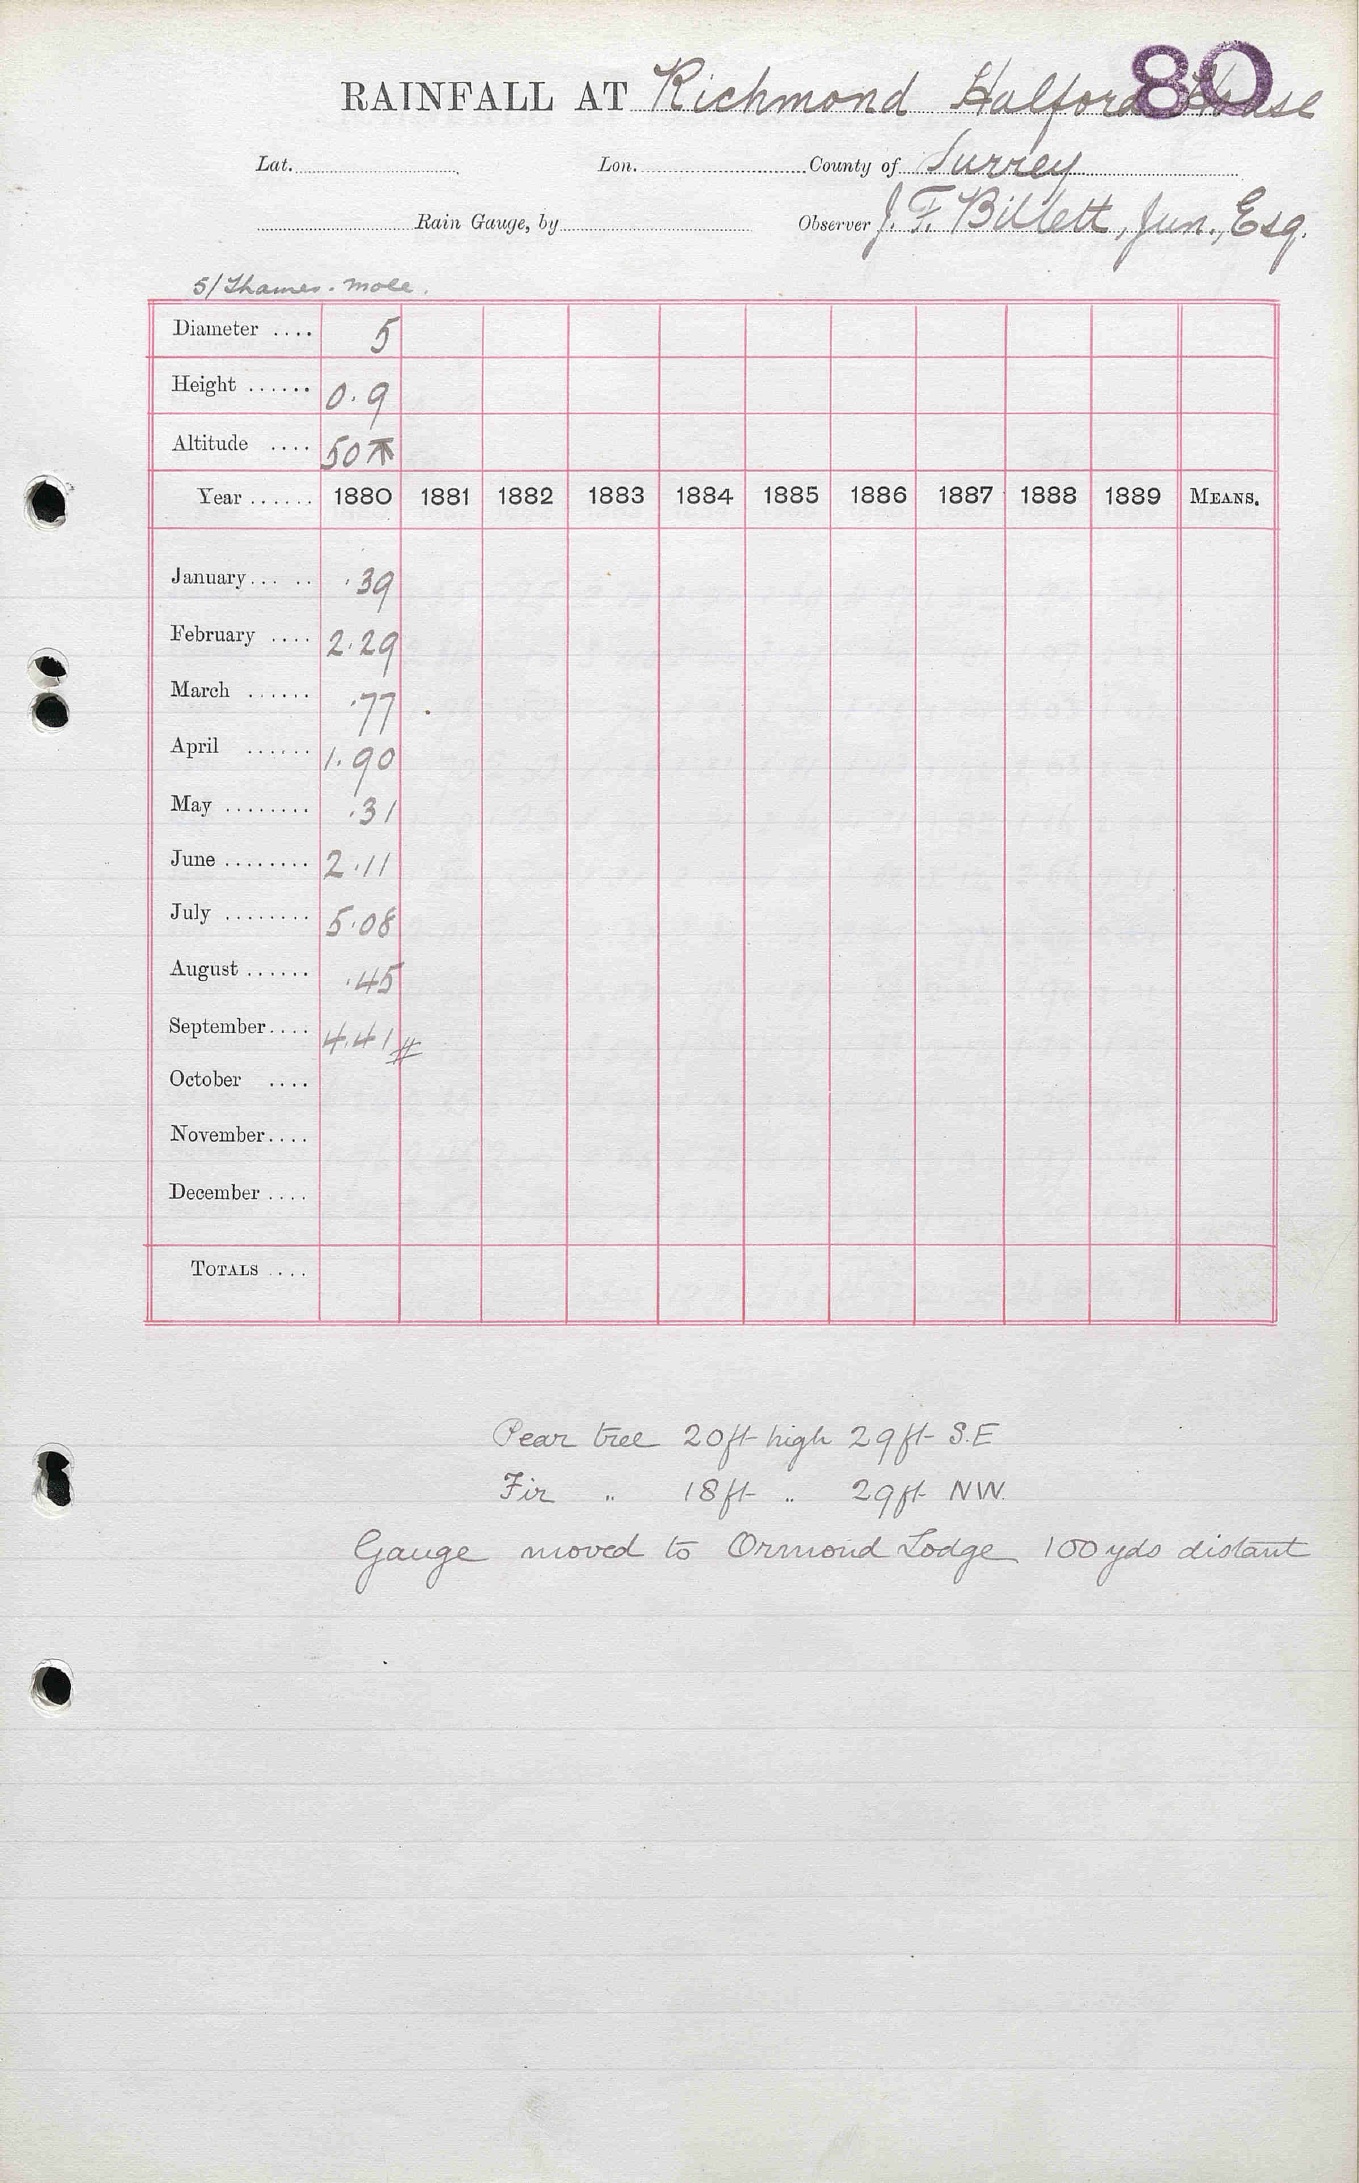 80
RAINFALL AT Richmond Halford House
Lat. Lon. County of Surrey
Rain Gauge, by Observer J. F. Billett, Jun., Esq.
5/Thames. Mole.
Diameter .... 5
Height ...... 0.9
Altitude .... 50
Year ...... 1880 1881 1882 1883 1884 1885 1886 1887 1888 1889 MEANS.
January... .. .39
February .... 2.29
March ...... .77
April ...... 1.90
May ........ .31
June ........ 2.11
July ........ 5.08
August ...... .45
September.... 4.41 #
October ....
November....
December ....
TOTALS ....
Pear tree 20ft high 29ft S.E
Fir " 18ft " 29ft NW.
Gauge moved to Ormond Lodge 100 yds distant